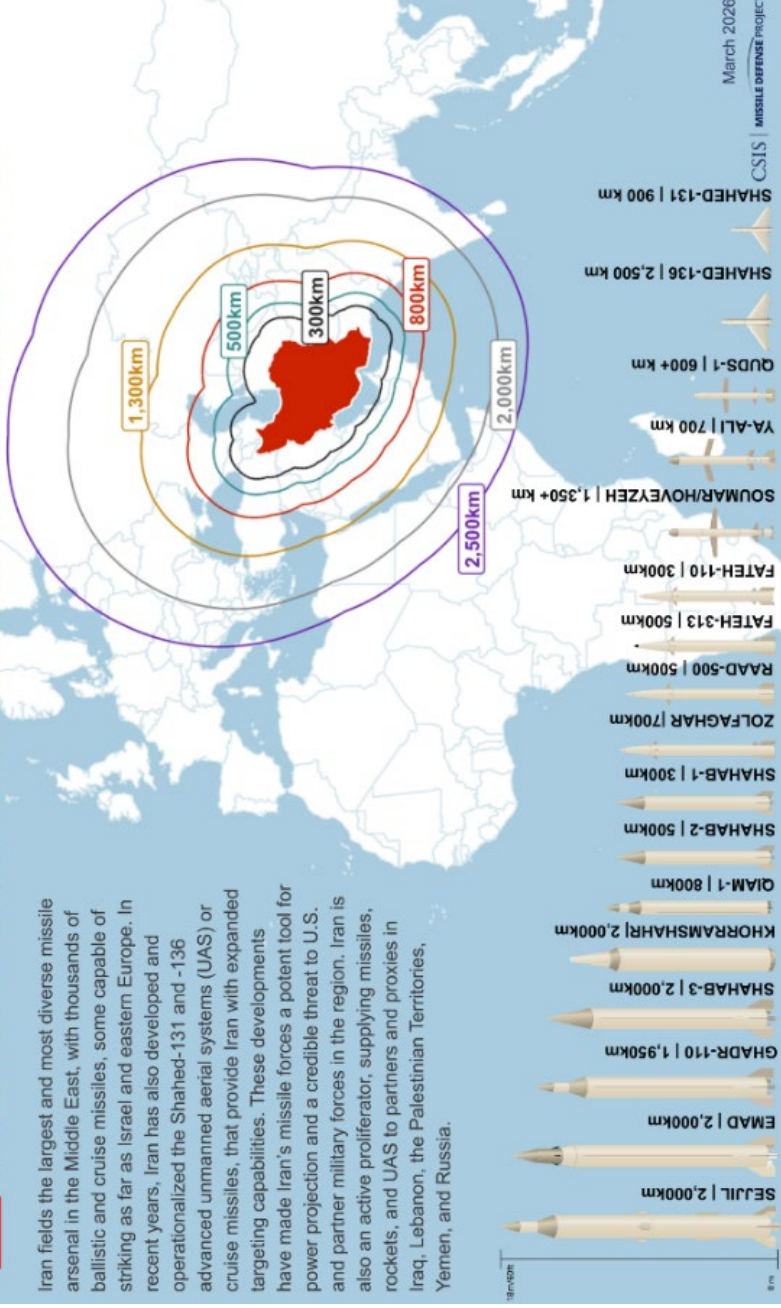 Iran fields the largest and most diverse missile
arsenal in the Middle East, with thousands of
ballistic and cruise missiles, some capable of
striking as far as Israel and eastern Europe. In
recent years, Iran has also developed and
operationalized the Shahed-131 and -136
advanced unmanned aerial systems (UAS) or
cruise missiles, that provide Iran with expanded
targeting capabilities. These developments
have made Iran's missile forces a potent tool for
power projection and a credible threat to U.S.
and partner military forces in the region. Iran is
also an active proliferator, supplying missiles,
rockets, and UAS to partners and proxies in
Iraq, Lebanon, the Palestinian Territories,
Yemen, and Russia.
1,300km
500km
300km
800km
2,000km
2,500km
18 m/60ft
0 m
SEJJIL | 2,000km
EMAD | 2,000km
GHADR-110 | 1,950km
SHAHAB-3 | 2,000km
KHORRAMSHAHR| 2,000km
QIAM-1 | 800km
SHAHAB-2 | 500km
SHAHAB-1 | 300km
ZOLFAGHAR |700km
RAAD-500 | 500km
FATEH-313 | 500km
FATEH-110 | 300km
SOUMAR/HOVEYZEH | 1,350+ km
YA-ALI | 700 km
QUDS-1 | 600+ km
SHAHED-136 | 2,500 km
SHAHED-131 | 900 km
March 2026
CSIS | MISSILE DEFENSE PROJECT